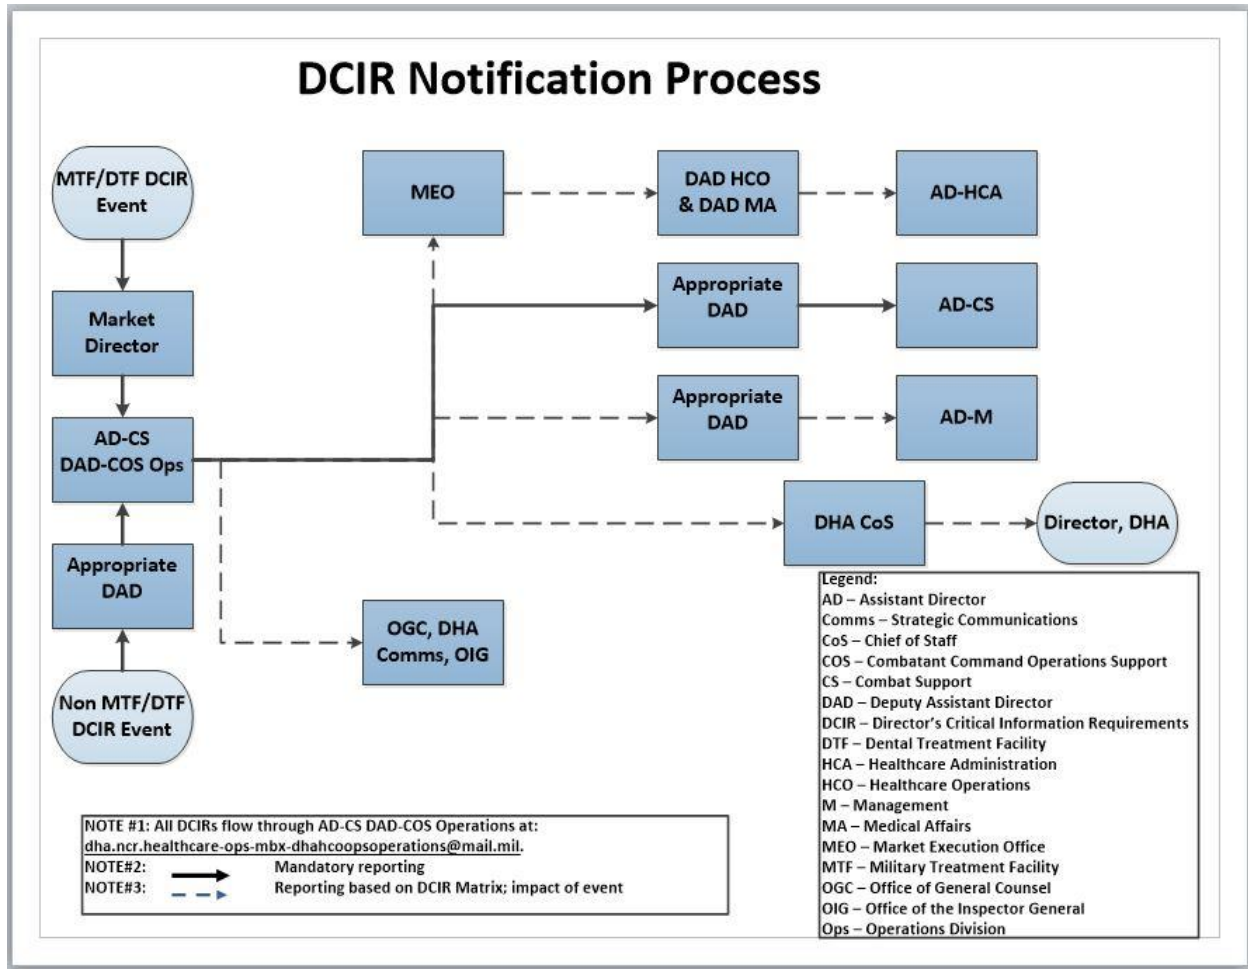 DCIR Notification Process
MTF/DTF DCIR
Event
MEO
DAD HCO
& DAD MA
AD-HCA
Market
Director
Appropriate
DAD
AD-CS
Appropriate
DAD
AD-M
AD-CS
DAD-COS Ops
DHA CoS
Director, DHA
Appropriate
DAD
OGC, DHA
Comms, OIG
Non MTF/DTF
DCIR Event
Legend:
AD – Assistant Director
Comms – Strategic Communications
CoS – Chief of Staff
COS – Combatant Command Operations Support
CS – Combat Support
DAD – Deputy Assistant Director
DCIR – Director’s Critical Information Requirements
DTF – Dental Treatment Facility
HCA – Healthcare Administration
HCO – Healthcare Operations
M – Management
MA – Medical Affairs
MEO – Market Execution Office
MTF – Military Treatment Facility
OGC – Office of General Counsel
OIG – Office of the Inspector General
Ops – Operations Division
NOTE #1: All DCIRs flow through AD-CS DAD-COS Operations at:
dha.ncr.healthcare-ops-mbx-dhahcoopsoperations@mail.mil.
NOTE#2: Mandatory reporting
NOTE#3: Reporting based on DCIR Matrix; impact of event